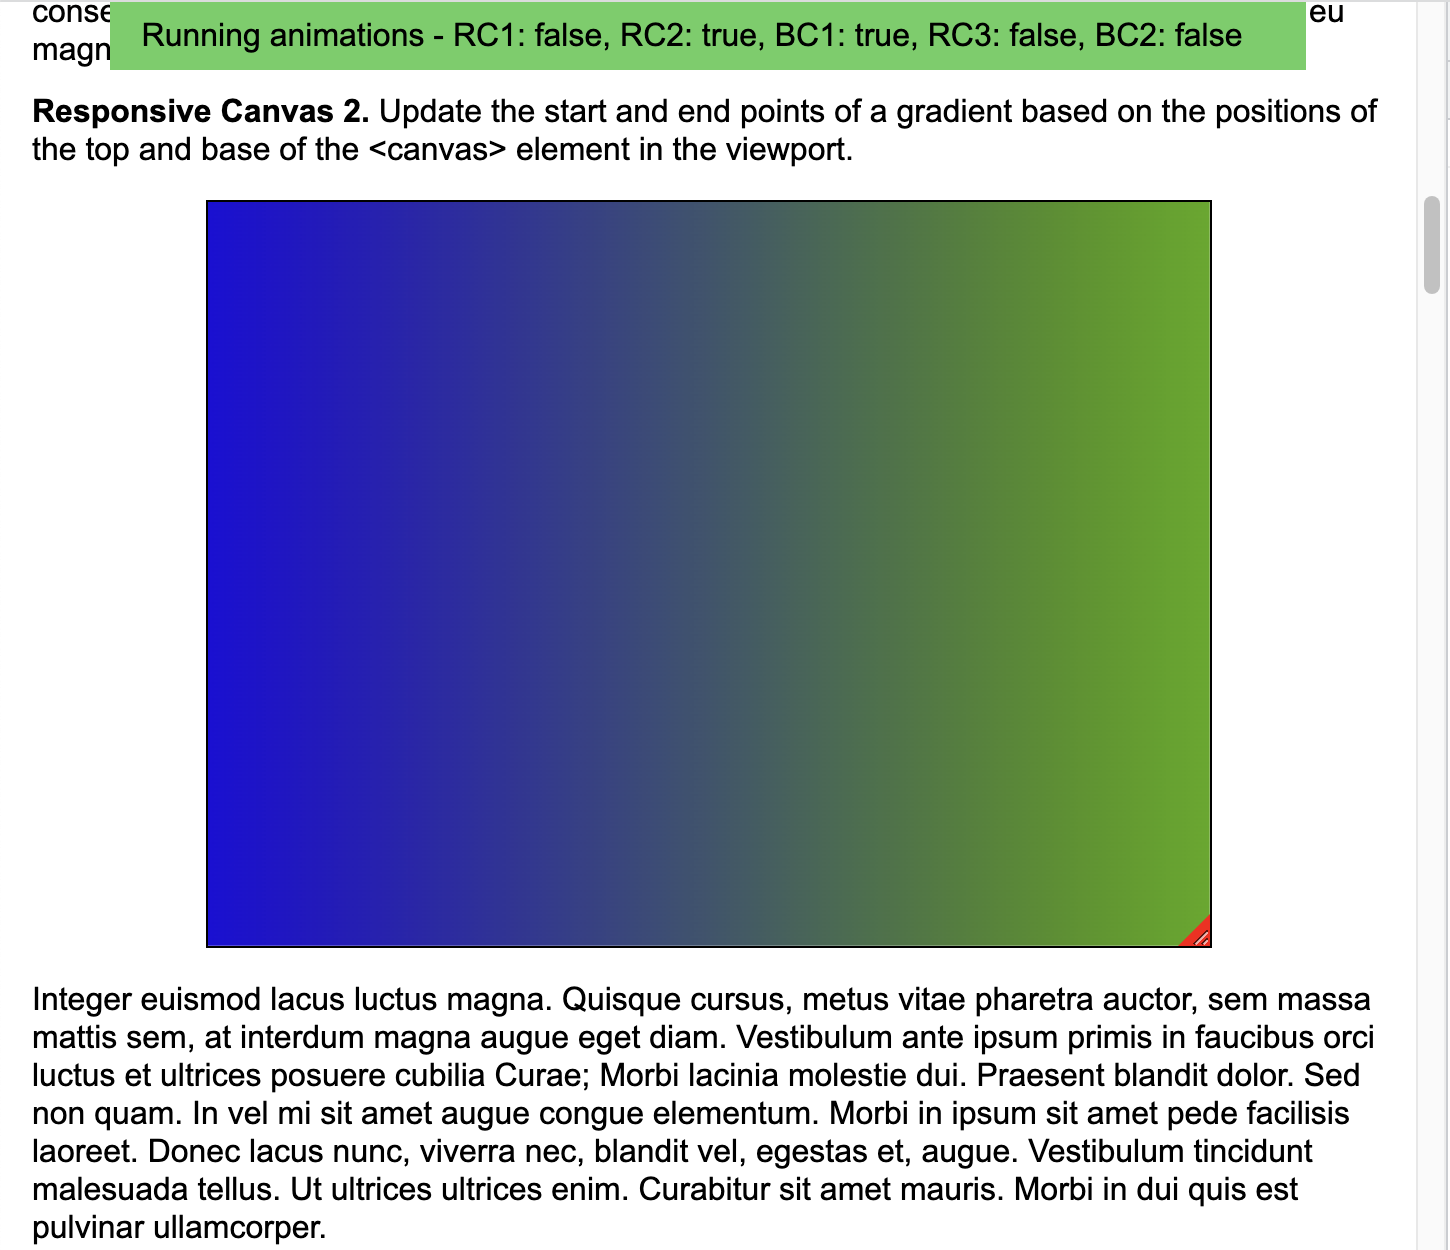 conse
Running animations - RC1: false, RC2: true, BC1: true, RC3: false, BC2: false
eu
magn
Responsive Canvas 2. Update the start and end points of a gradient based on the positions of
the top and base of the <canvas> element in the viewport.
Integer euismod lacus luctus magna. Quisque cursus, metus vitae pharetra auctor, sem massa
mattis sem, at interdum magna augue eget diam. Vestibulum ante ipsum primis in faucibus orci
luctus et ultrices posuere cubilia Curae; Morbi lacinia molestie dui. Praesent blandit dolor. Sed
non quam. In vel mi sit amet augue congue elementum. Morbi in ipsum sit amet pede facilisis
laoreet. Donec lacus nunc, viverra nec, blandit vel, egestas et, augue. Vestibulum tincidunt
malesuada tellus. Ut ultrices ultrices enim. Curabitur sit amet mauris. Morbi in dui quis est
pulvinar ullamcorper.